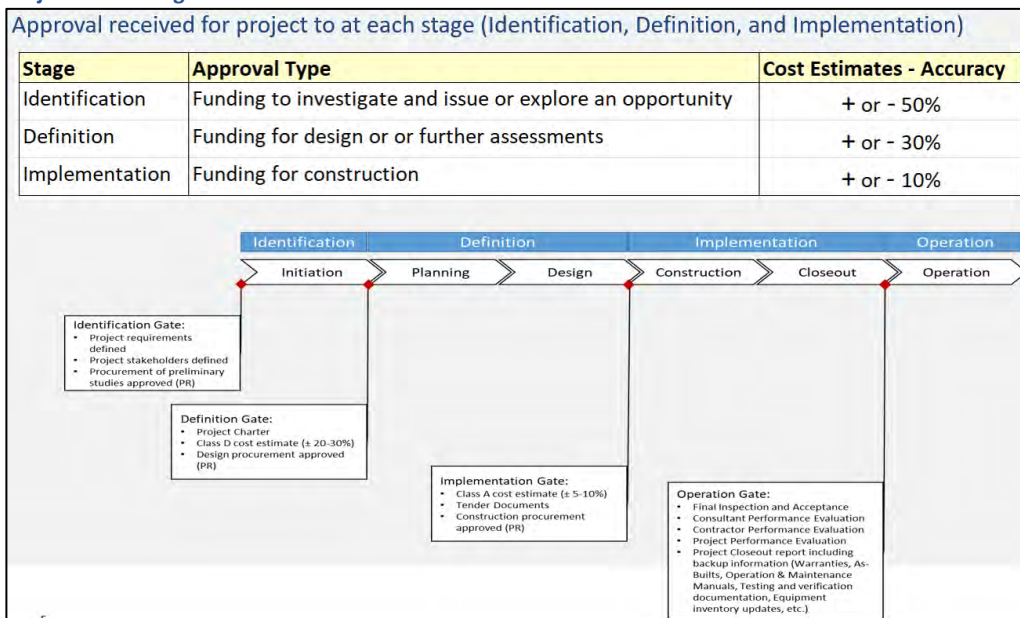 Approval received for project to at each stage (Identification, Definition, and Implementation)
Stage Approval Type Cost Estimates - Accuracy
Identification Funding to investigate and issue or explore an opportunity + or - 50%
Definition Funding for design or or further assessments + or - 30%
Implementation Funding for construction + or - 10%
Identification Definition Implementation Operation
Initiation Planning Design Construction Closeout Operation
Identification Gate:
• Project requirements
defined
• Project stakeholders defined
• Procurement of preliminary
studies approved (PR)
Definition Gate:
• Project Charter
• Class D cost estimate (± 20-30%)
• Design procurement approved
(PR)
Implementation Gate:
• Class A cost estimate (± 5-10%)
• Tender Documents
• Construction procurement
approved (PR)
Operation Gate:
• Final Inspection and Acceptance
• Consultant Performance Evaluation
• Contractor Performance Evaluation
• Project Performance Evaluation
• Project Closeout report including
backup information (Warranties, As-
Builts, Operation & Maintenance
Manuals, Testing and verification
documentation, Equipment
inventory updates, etc.)